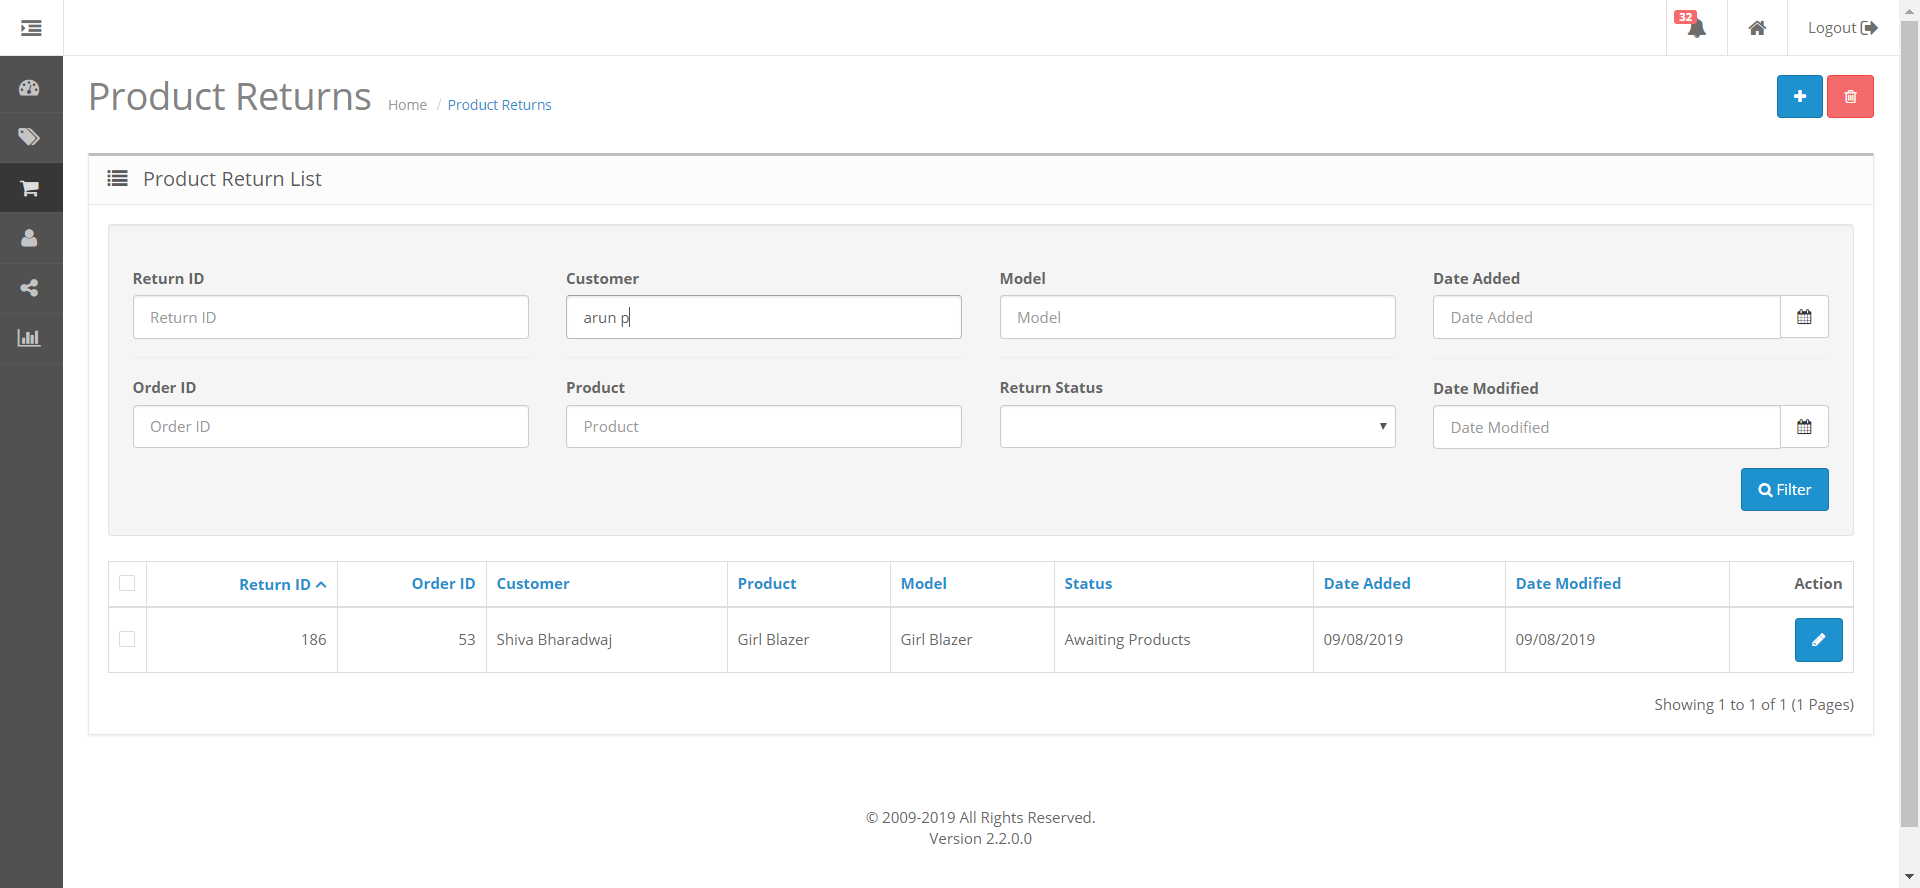 32
Logout
Product Returns Home / Product Returns
Product Return List
Return ID Customer Model Date Added
Return ID arun p Model Date Added
Order ID Product Return Status Date Modified
Order ID Product Date Modified
Filter
Return ID Order ID Customer Product Model Status Date Added Date Modified Action
186 53 Shiva Bharadwaj Girl Blazer Girl Blazer Awaiting Products 09/08/2019 09/08/2019
Showing 1 to 1 of 1 (1 Pages)
© 2009-2019 All Rights Reserved.
Version 2.2.0.0